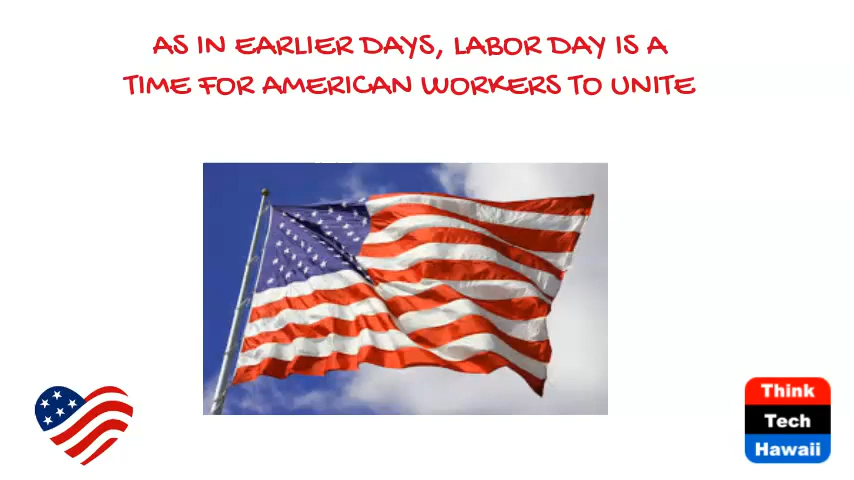 AS IN EARLIER DAYS, LABOR DAY IS A
TIME FOR AMERICAN WORKERS TO UNITE
Think
Tech
Hawaii